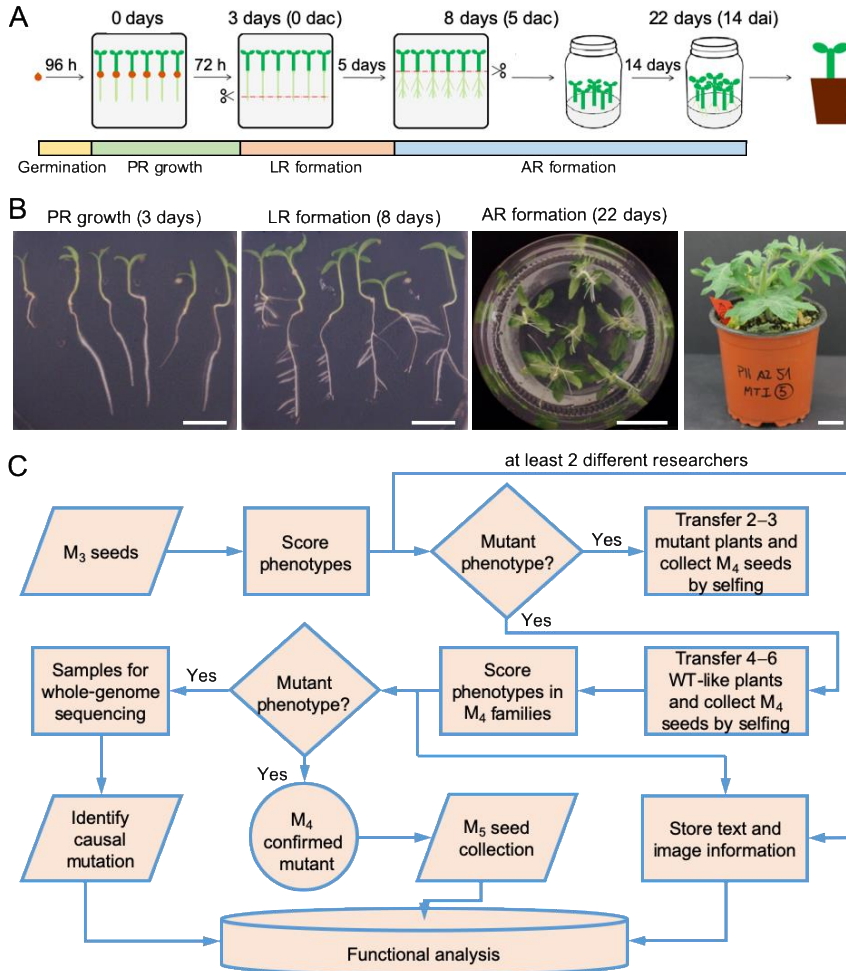 A
0 days
3 days (0 dac)
8 days (5 dac)
22 days (14 dai)
96 h
72 h
5 days
14 days
Germination
PR growth
LR formation
AR formation
B
PR growth (3 days)
LR formation (8 days)
AR formation (22 days)
P11 A2 S1
MTI 5
C
at least 2 different researchers
M3 seeds
Score
phenotypes
Mutant
phenotype?
Yes
Transfer 2–3
mutant plants and
collect M4 seeds
by selfing
Yes
Samples for
whole-genome
sequencing
Yes
Mutant
phenotype?
Score
phenotypes in
M4 families
Transfer 4–6
WT-like plants
and collect M4
seeds by selfing
Yes
Identify
causal
mutation
M4
confirmed
mutant
M5 seed
collection
Store text and
image information
Functional analysis